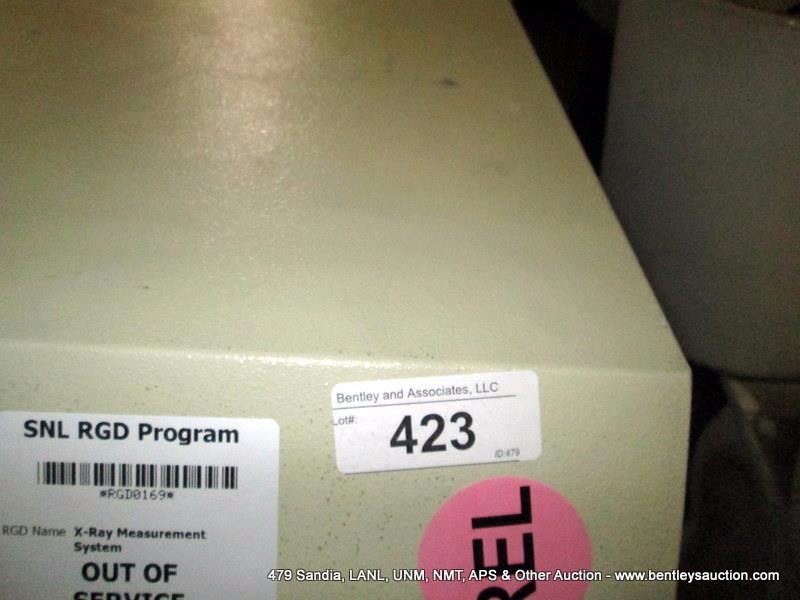 SNL RGD Program
*RGD0169*
RGD Name X-Ray Measurement
System
OUT OF
SERVICE
Bentley and Associates, LLC
Lot#:
423
ID:479
REL
479 Sandia, LANL, UNM, NMT, APS & Other Auction - www.bentleysauction.com